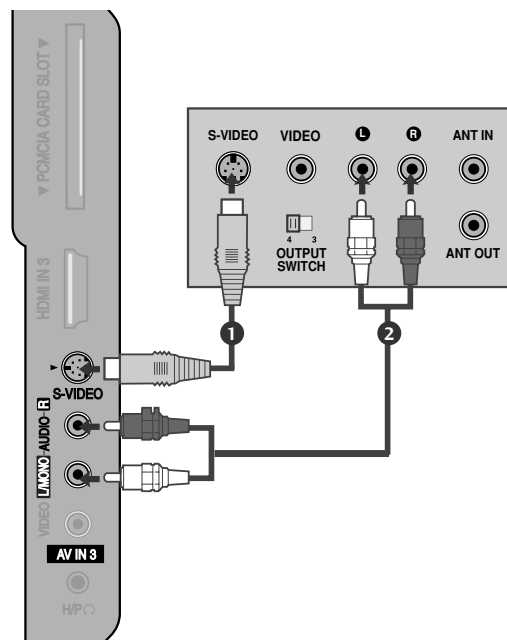 ▼ PCMCIA CARD SLOT ▼
HDMI IN 3
S-VIDEO
L/MONO-AUDIO-R
VIDEO
AV IN 3
H/P
S-VIDEO VIDEO L R ANT IN
4 3
OUTPUT
SWITCH
ANT OUT
1
2